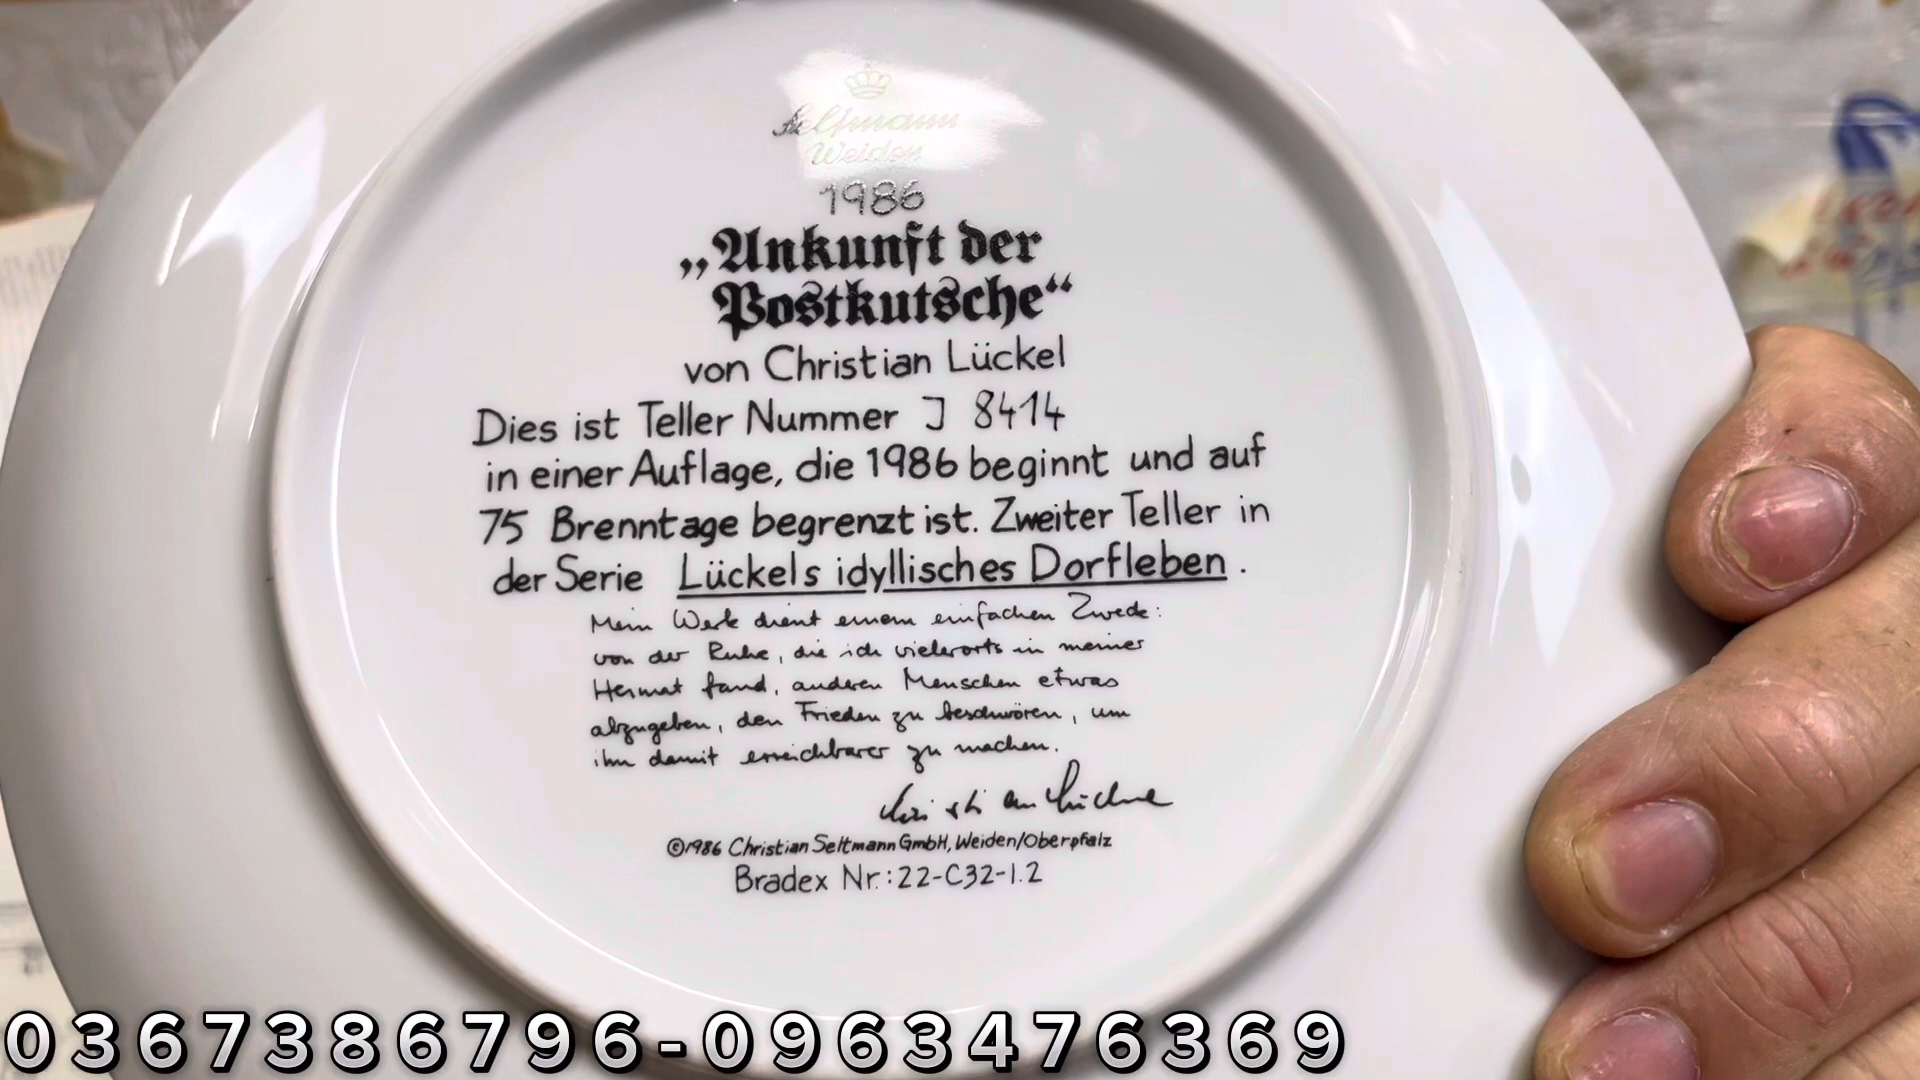 Seltmann
Weiden
1986
„Ankunft der
Postkutsche“
von Christian Lückel
Dies ist Teller Nummer J 8414
in einer Auflage, die 1986 beginnt und auf
75 Brenntage begrenzt ist. Zweiter Teller in
der Serie Lückels idyllisches Dorfleben.
Mein Werk dient einem einfachen Zwecke:
von der Ruhe, die ich vielerorts in meiner
Heimat fand, anderen Menschen etwas
abzugeben, den Frieden zu beschwören, um
ihn damit erreichbarer zu machen.
Christian Lückel
©1986 Christian Seltmann GmbH, Weiden/Oberpfalz
Bradex Nr.: 22-C32-1.2
0367386796-0963476369